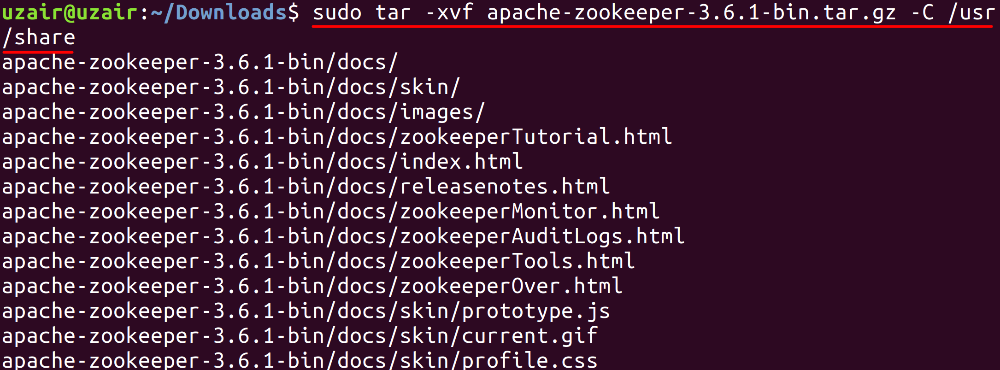 uzair@uzair:~/Downloads$ sudo tar -xvf apache-zookeeper-3.6.1-bin.tar.gz -C /usr
/share
apache-zookeeper-3.6.1-bin/docs/
apache-zookeeper-3.6.1-bin/docs/skin/
apache-zookeeper-3.6.1-bin/docs/images/
apache-zookeeper-3.6.1-bin/docs/zookeeperTutorial.html
apache-zookeeper-3.6.1-bin/docs/index.html
apache-zookeeper-3.6.1-bin/docs/releasenotes.html
apache-zookeeper-3.6.1-bin/docs/zookeeperMonitor.html
apache-zookeeper-3.6.1-bin/docs/zookeeperAuditLogs.html
apache-zookeeper-3.6.1-bin/docs/zookeeperTools.html
apache-zookeeper-3.6.1-bin/docs/zookeeperOver.html
apache-zookeeper-3.6.1-bin/docs/skin/prototype.js
apache-zookeeper-3.6.1-bin/docs/skin/current.gif
apache-zookeeper-3.6.1-bin/docs/skin/profile.css